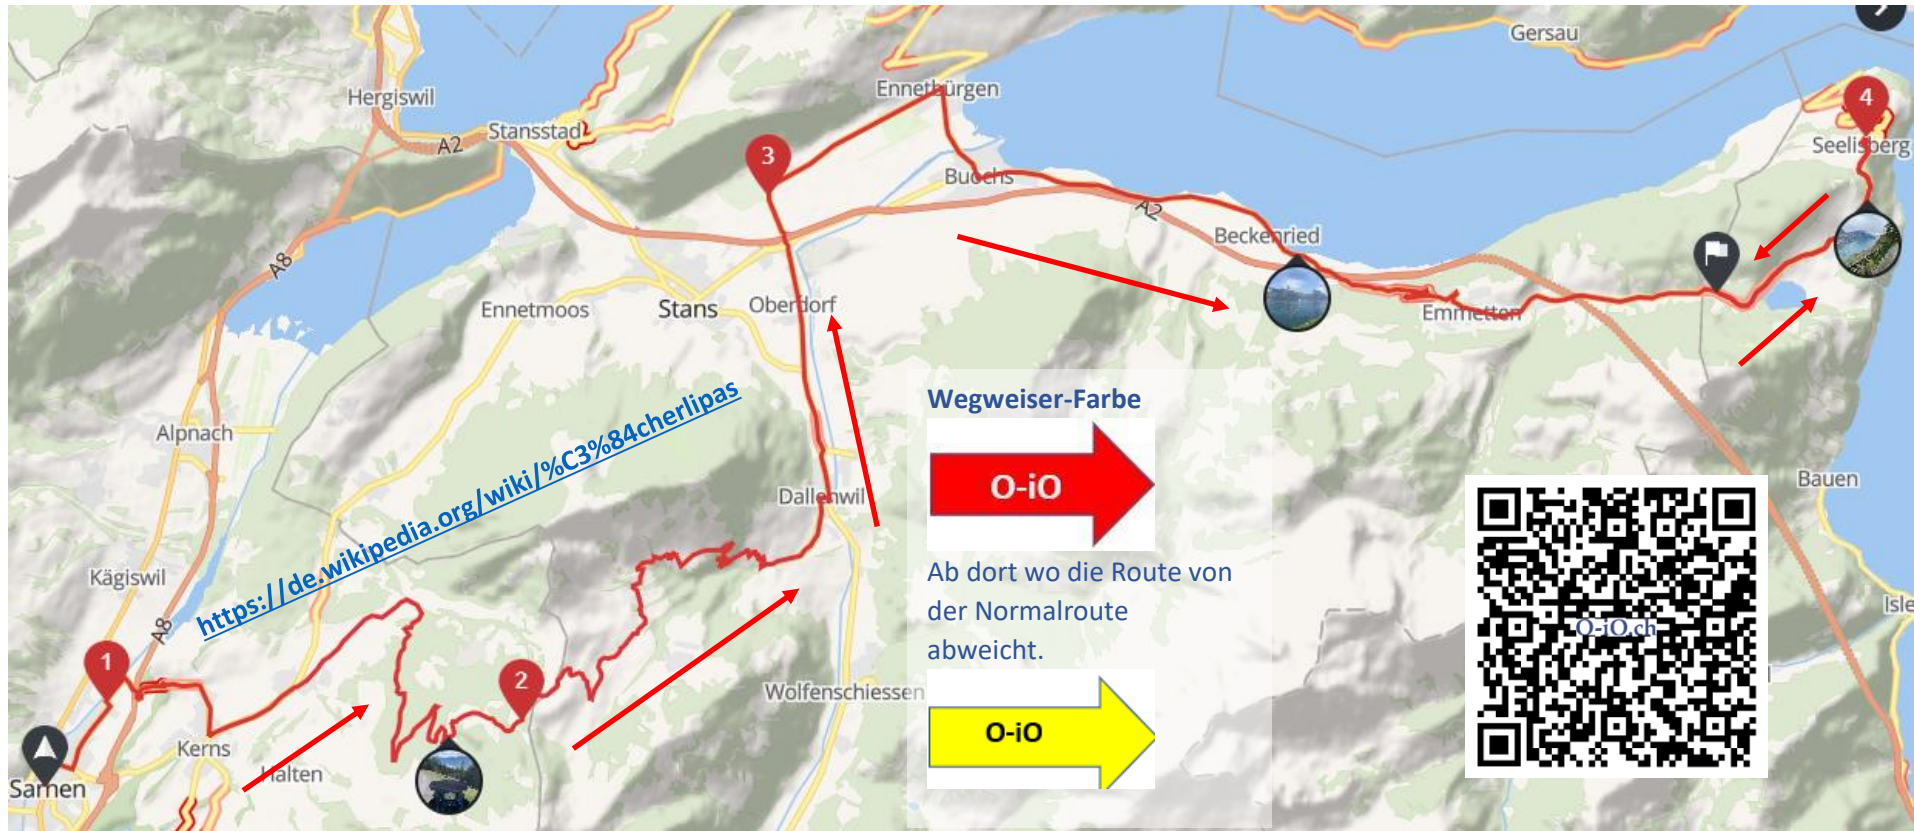 Gersau
Ennetbürgen
Hergiswil
4
Stansstad
Seelisberg
A2
3
Buochs
A2
Beckenried
A8
Ennetmoos
Stans
Oberdorf
Emmetten
https://de.wikipedia.org/wiki/%C3%84cherlipas
Wegweiser-Farbe
Alpnach
O-iO
Bauen
Dallenwil
Ab dort wo die Route von
der Normalroute
abweicht.
Kägiswil
Isle
A8
O-iO.ch
1
2
Wolfenschiessen
O-iO
Kerns
Halten
Sarnen